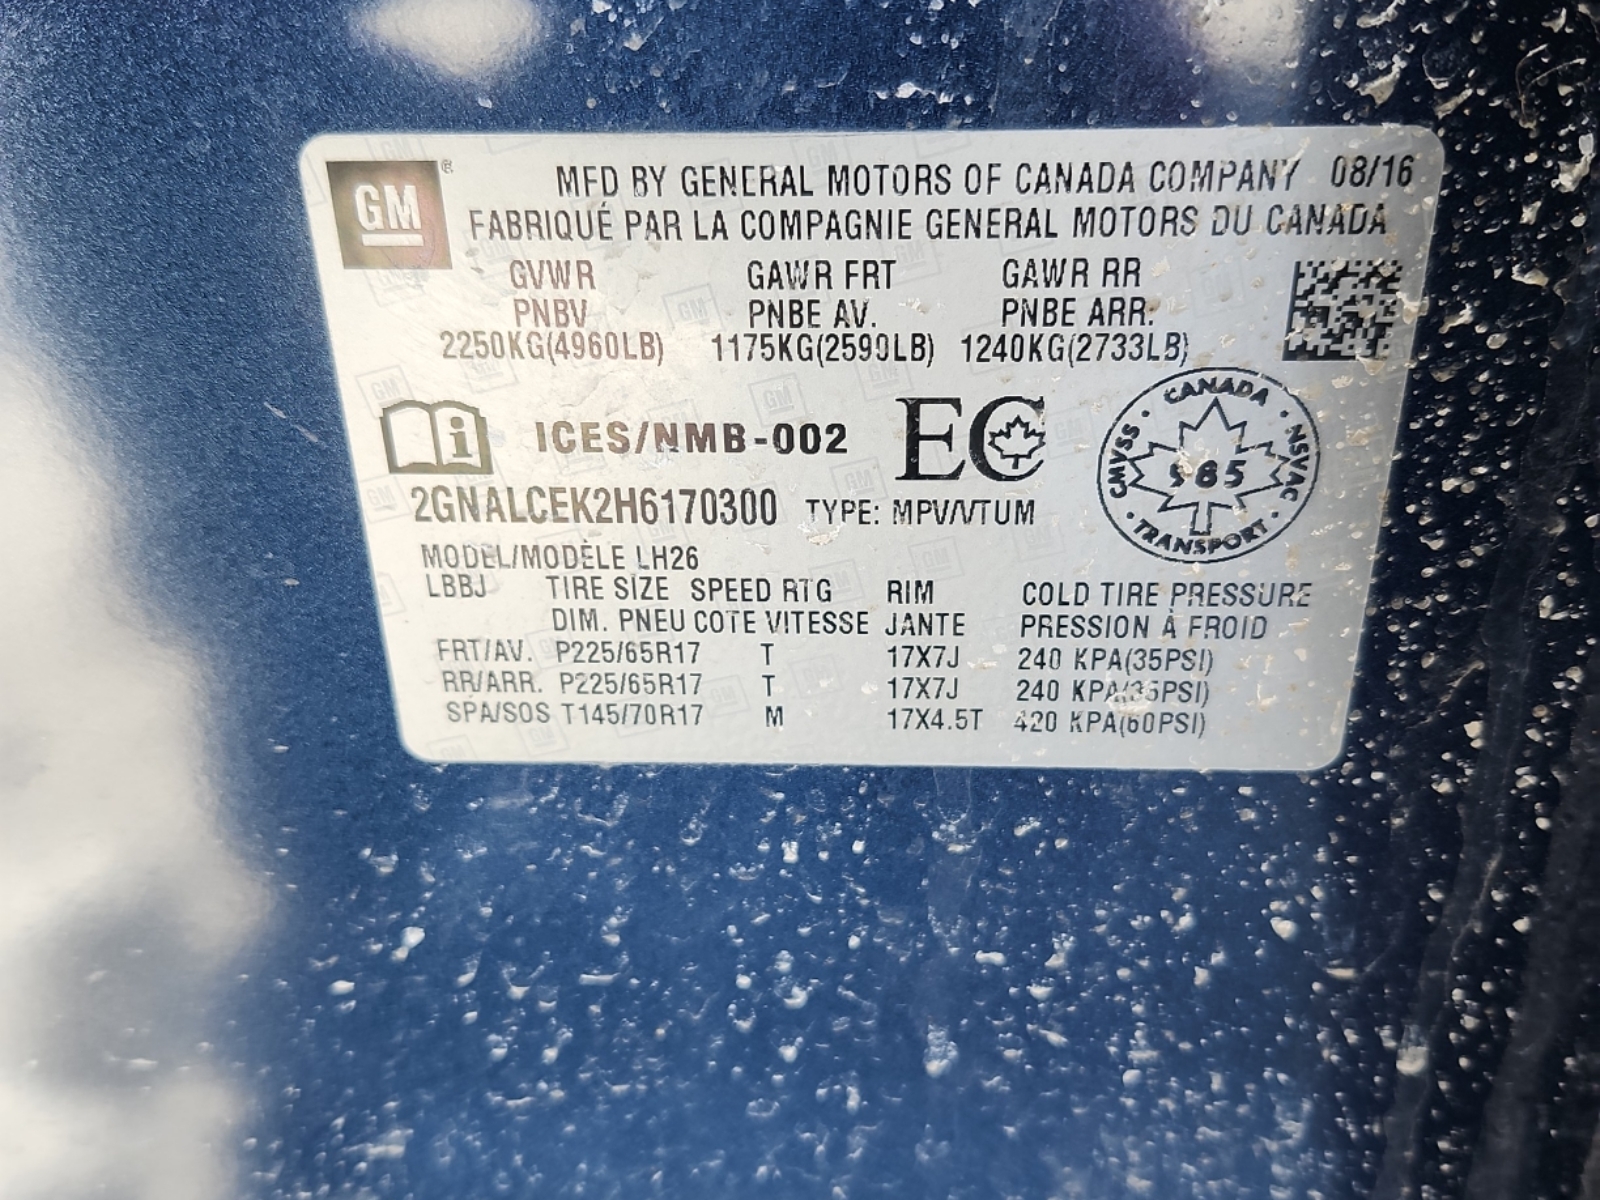 GM®
MFD BY GENERAL MOTORS OF CANADA COMPANY 08/16
FABRIQUÉ PAR LA COMPAGNIE GENERAL MOTORS DU CANADA
GVWR GAWR FRT GAWR RR
PNBV PNBE AV. PNBE ARR.
2250KG(4960LB) 1175KG(2590LB) 1240KG(2733LB)
i ICES/NMB-002 EC
CANADA · NSVAC · TRANSPORT · CMVSS ·
2GNALCEK2H6170300 TYPE: MPV/VTUM
MODEL/MODÈLE LH26
LBBJ TIRE SIZE SPEED RTG RIM COLD TIRE PRESSURE
DIM. PNEU COTE VITESSE JANTE PRESSION À FROID
FRT/AV. P225/65R17 T 17X7J 240 KPA(35PSI)
RR/ARR. P225/65R17 T 17X7J 240 KPA(35PSI)
SPA/SOS T145/70R17 M 17X4.5T 420 KPA(60PSI)